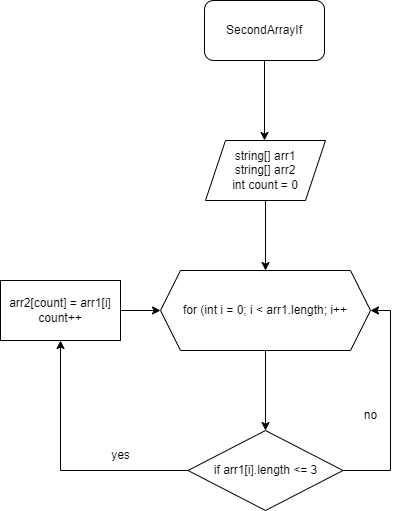 SecondArrayIf
string[] arr1
string[] arr2
int count = 0
for (int i = 0; i < arr1.length; i++
arr2[count] = arr1[i]
count++
if arr1[i].length <= 3
yes
no